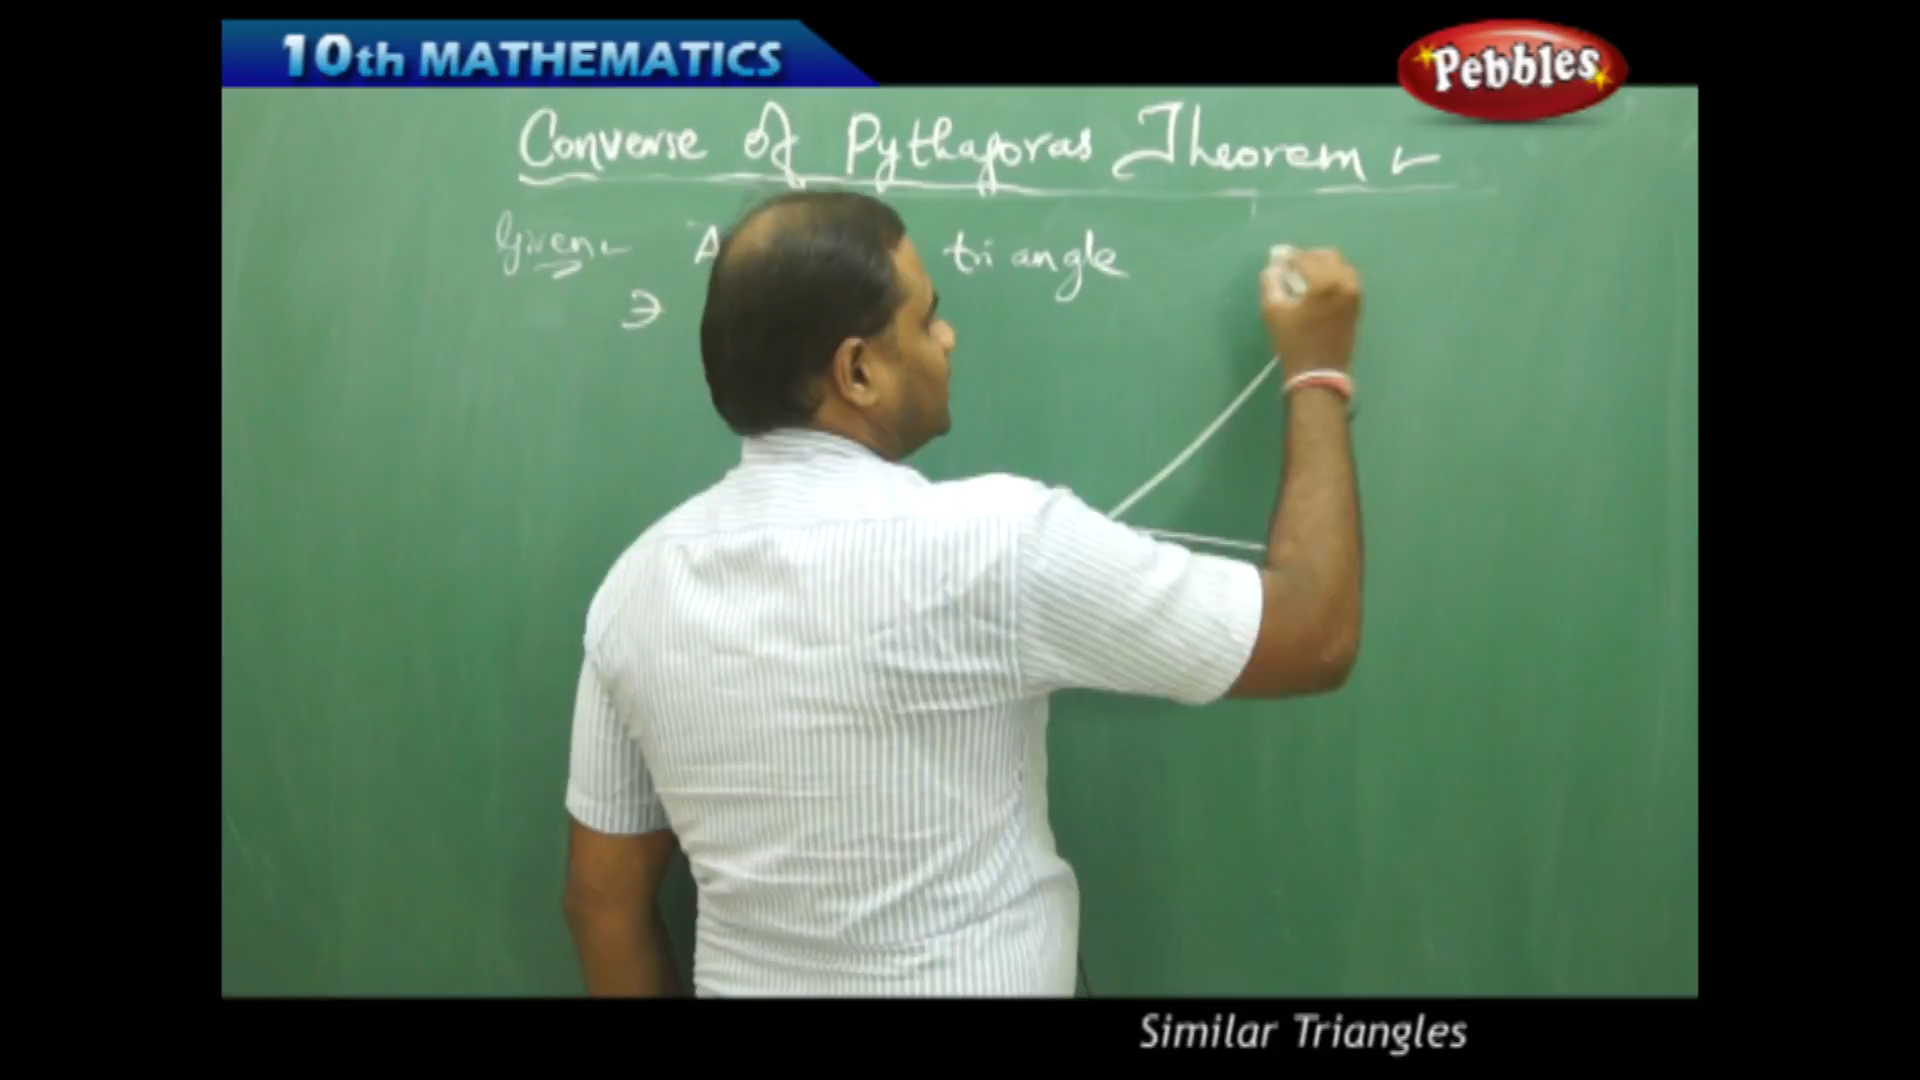 10th MATHEMATICS
Pebbles
Converse Of Pythagoras Theorem :-
Given:- A triangle
∋
Similar Triangles